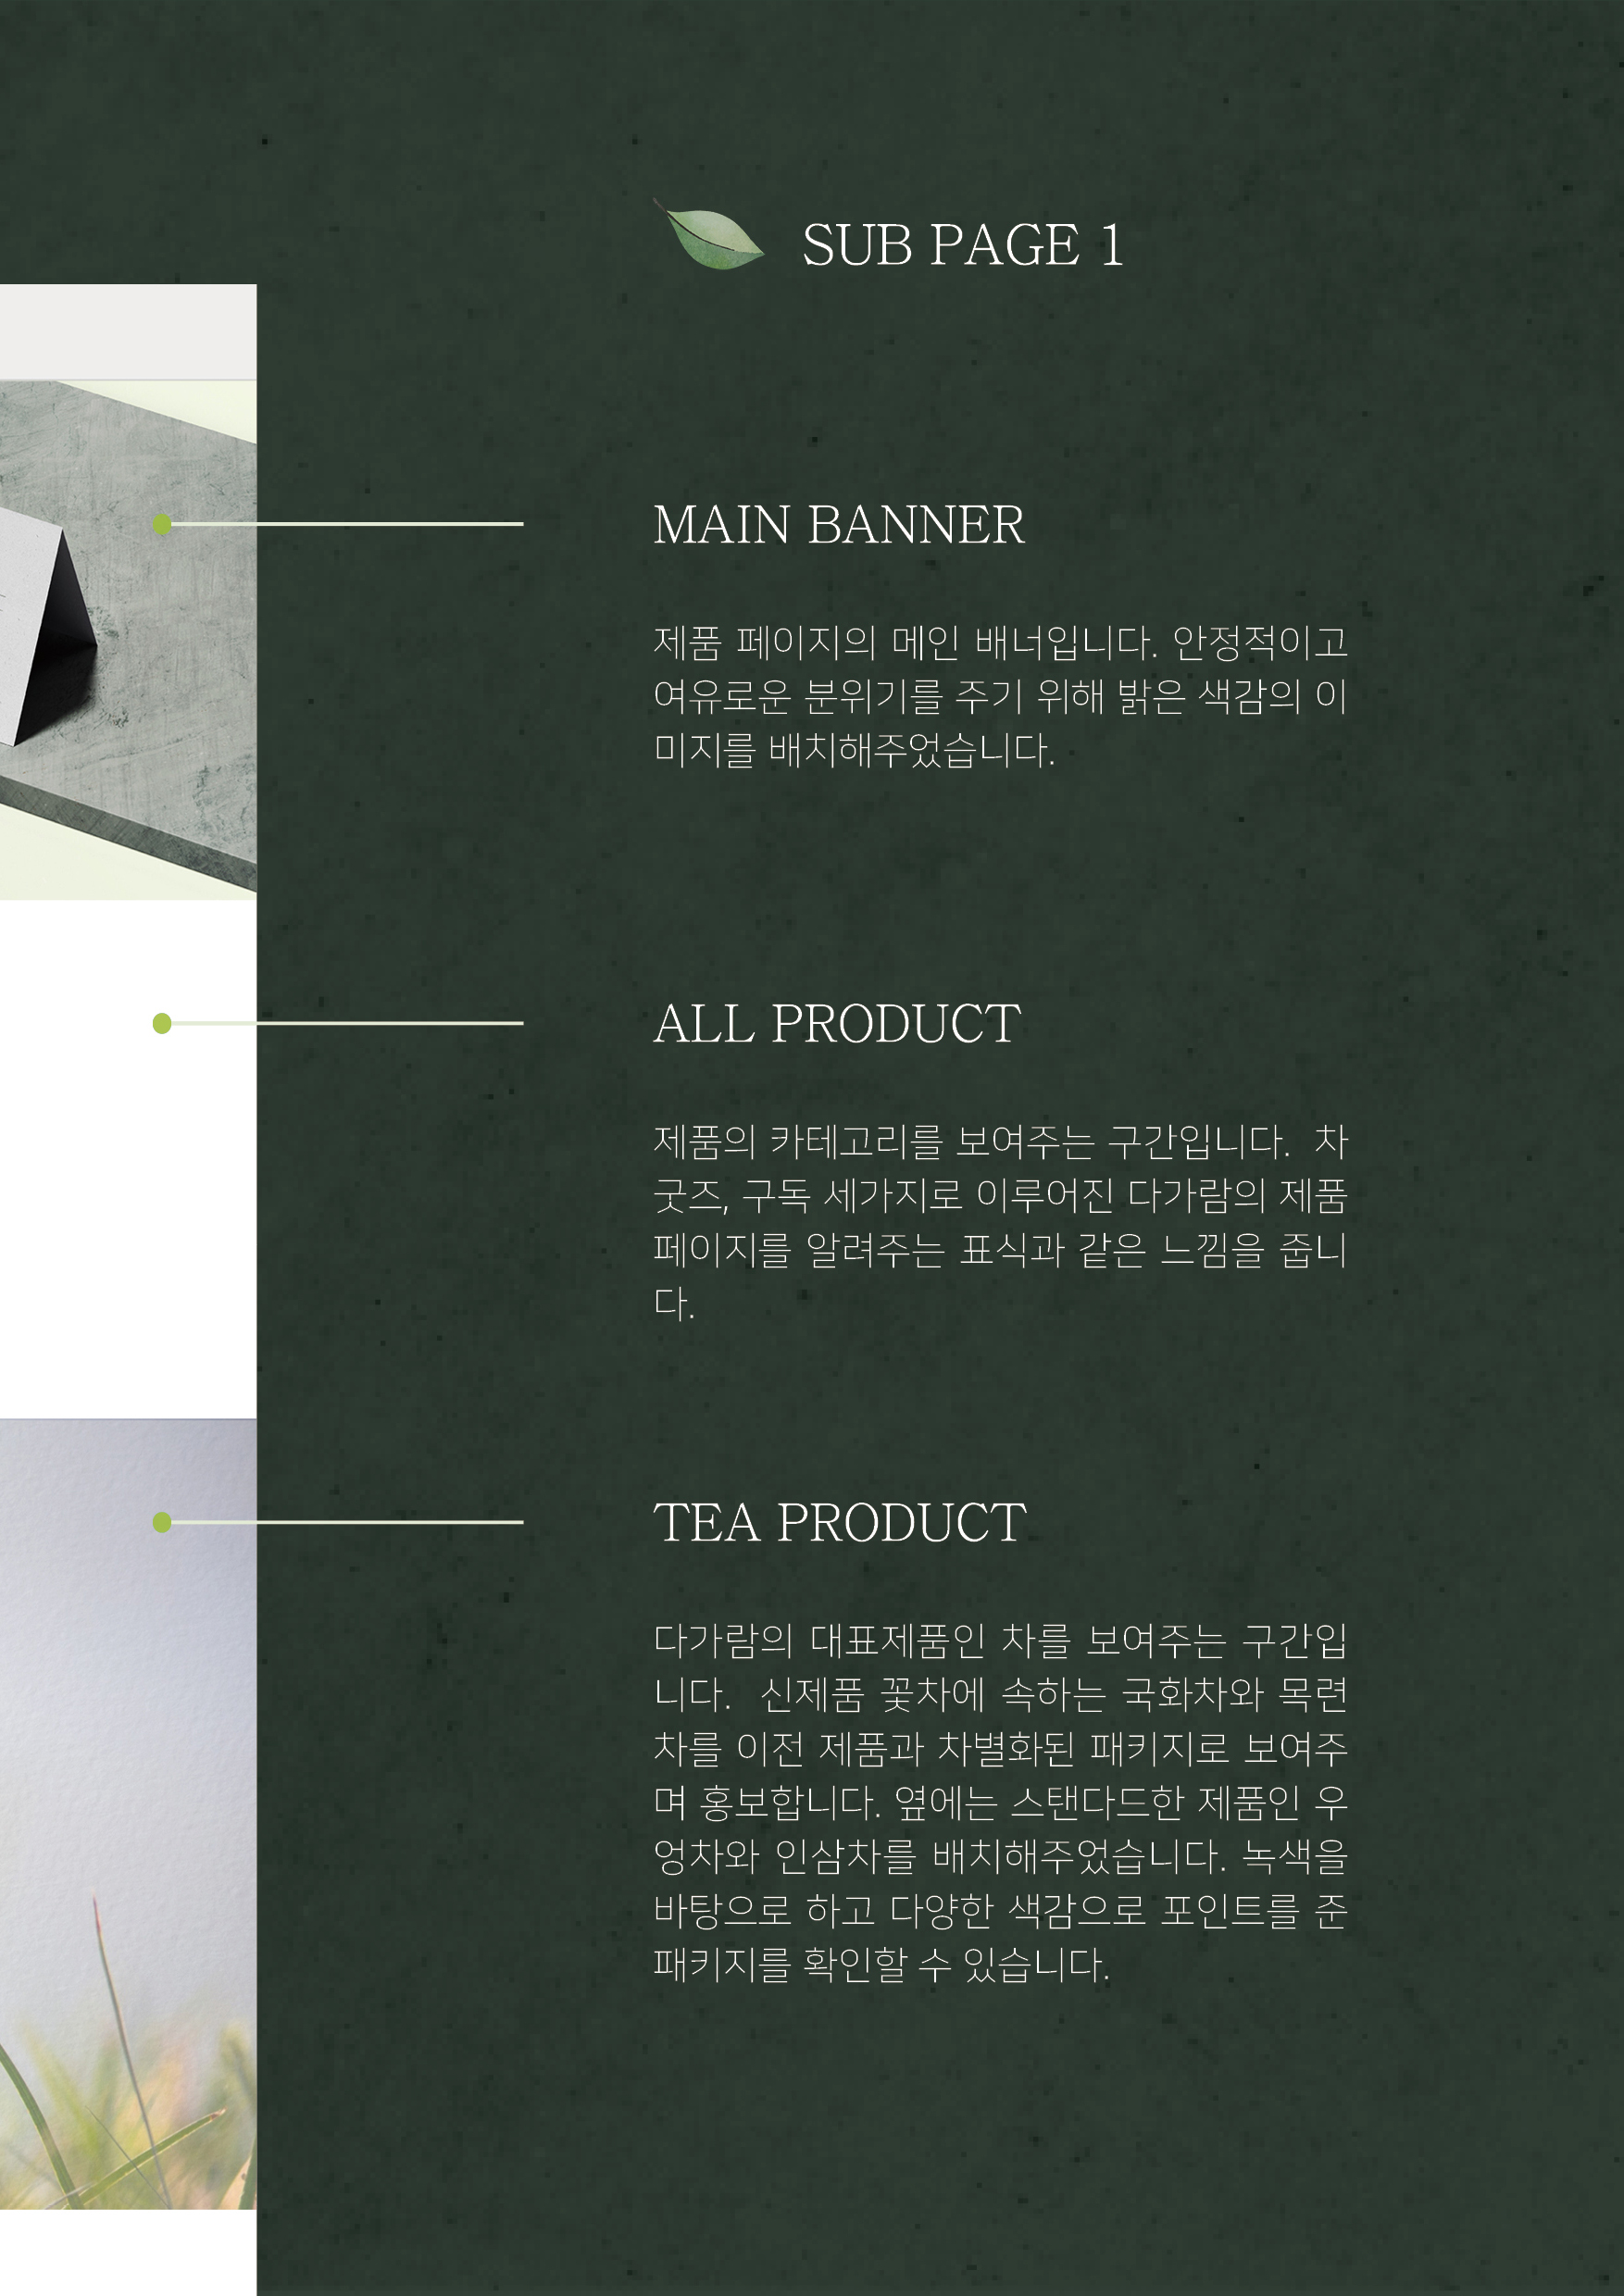 SUB PAGE 1
MAIN BANNER
제품 페이지의 메인 배너입니다. 안정적이고
여유로운 분위기를 주기 위해 밝은 색감의 이
미지를 배치해주었습니다.
ALL PRODUCT
제품의 카테고리를 보여주는 구간입니다. 차
굿즈, 구독 세가지로 이루어진 다가람의 제품
페이지를 알려주는 표식과 같은 느낌을 줍니
다.
TEA PRODUCT
다가람의 대표제품인 차를 보여주는 구간입
니다. 신제품 꽃차에 속하는 국화차와 목련
차를 이전 제품과 차별화된 패키지로 보여주
며 홍보합니다. 옆에는 스탠다드한 제품인 우
엉차와 인삼차를 배치해주었습니다. 녹색을
바탕으로 하고 다양한 색감으로 포인트를 준
패키지를 확인할 수 있습니다.